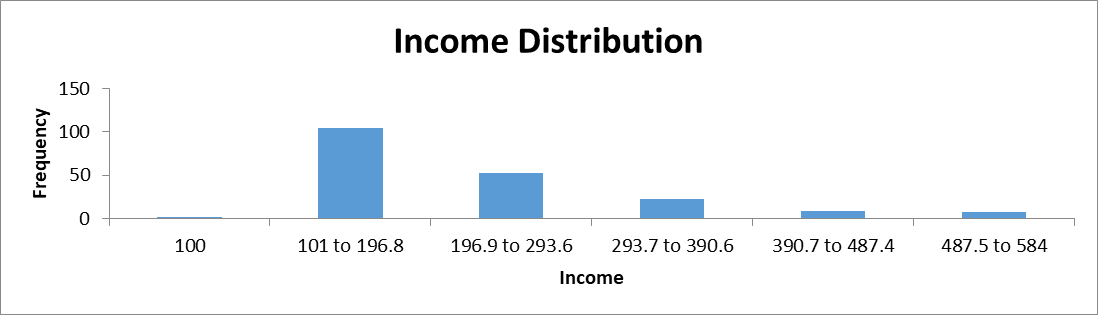 Income Distribution
150
100
50
0
Frequency
100 101 to 196.8 196.9 to 293.6 293.7 to 390.6 390.7 to 487.4 487.5 to 584
Income